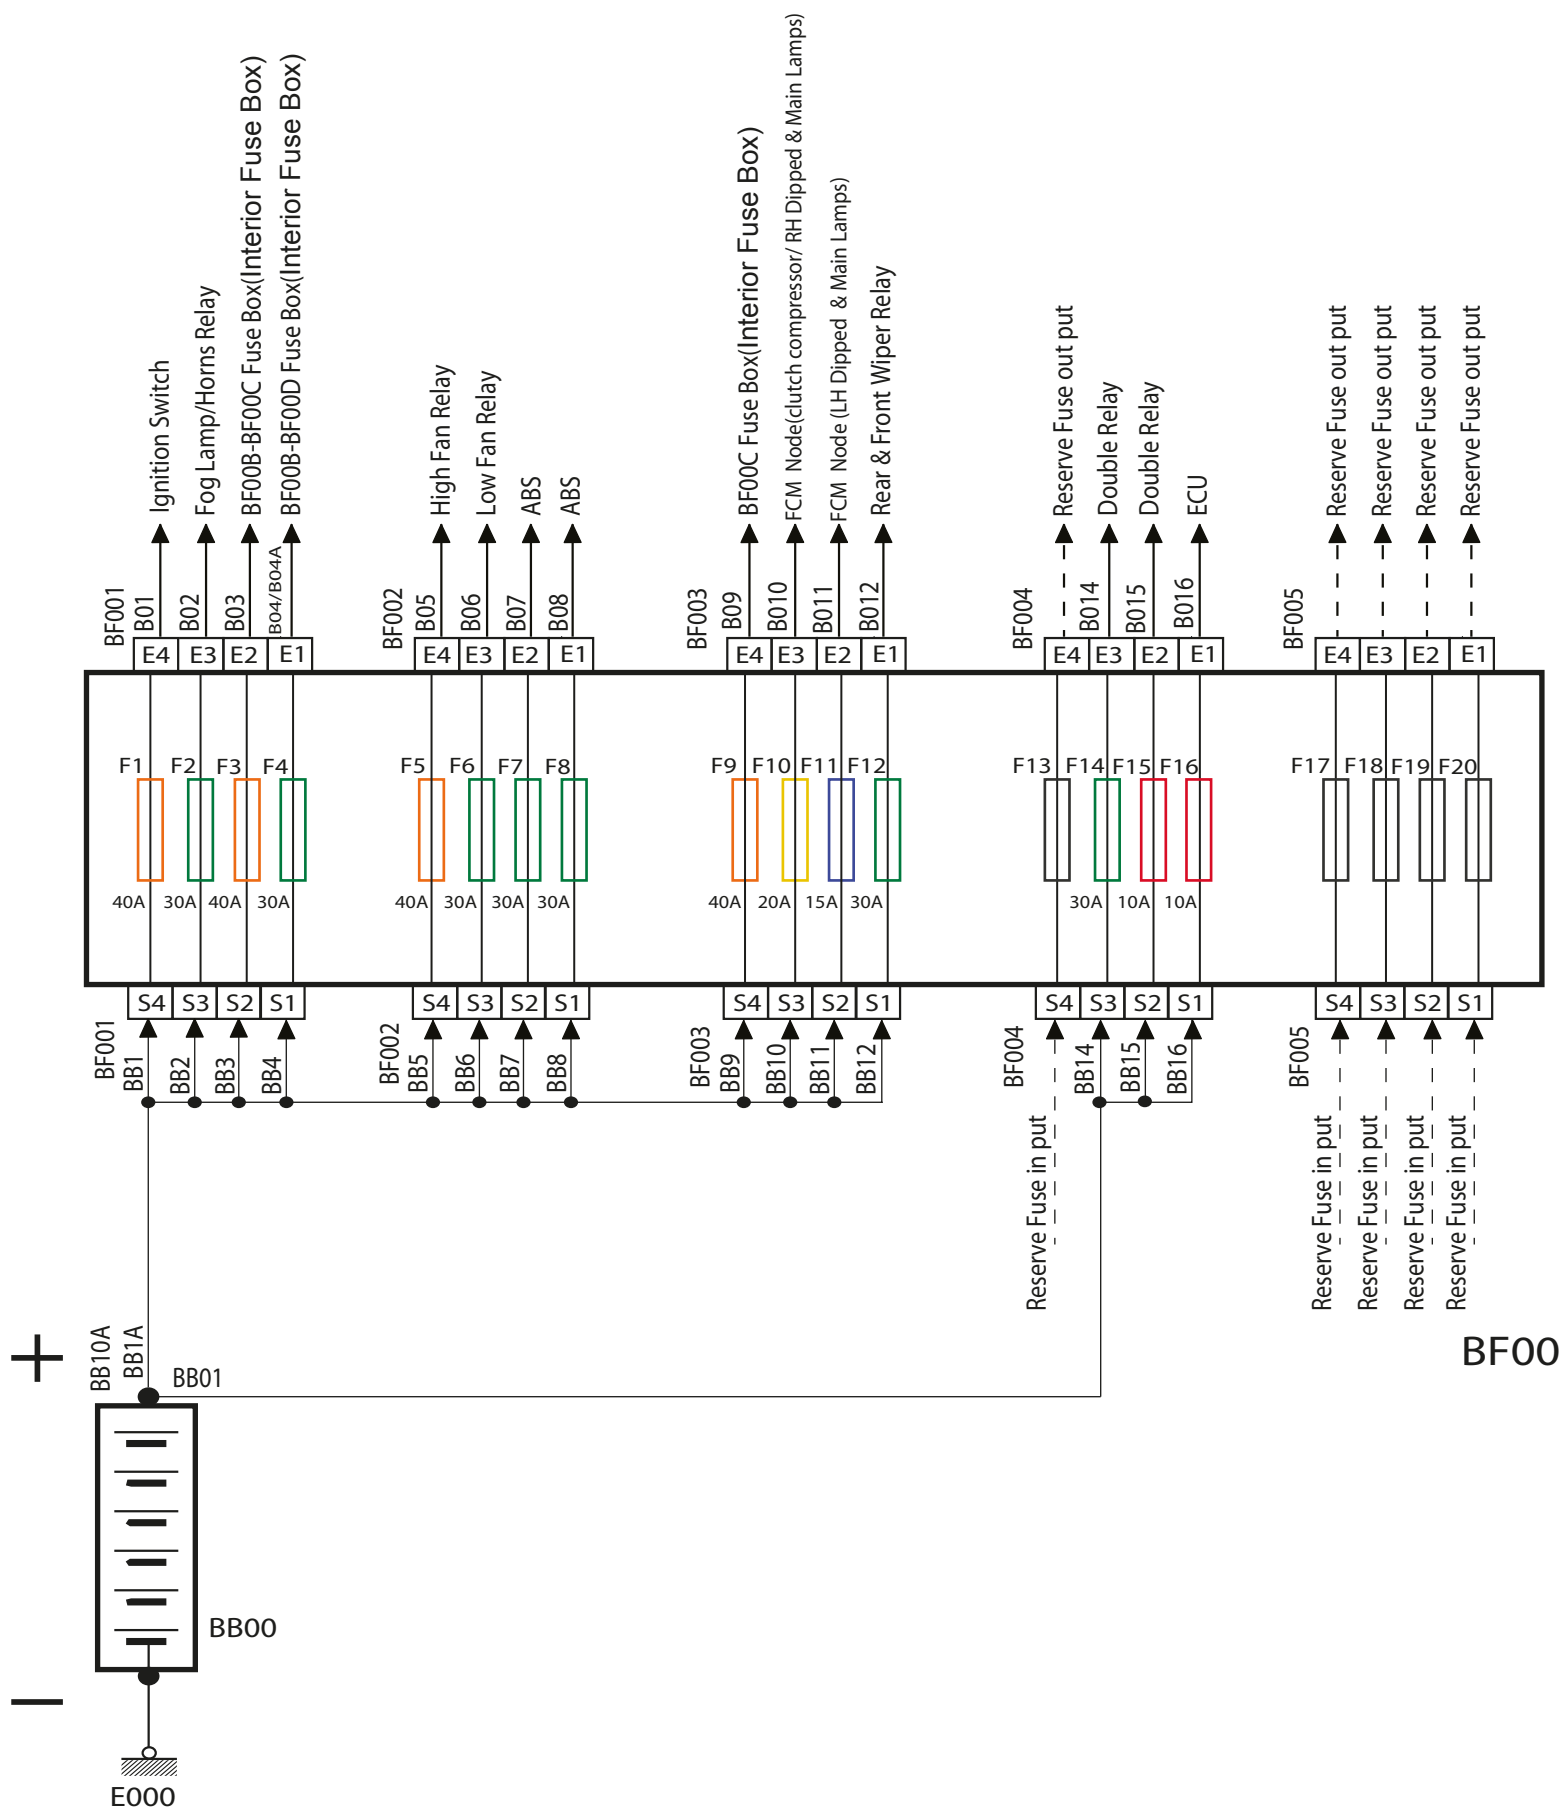 Ignition Switch
Fog Lamp/Horns Relay
BF00B-BF00C Fuse Box(Interior Fuse Box)
BF00B-BF00D Fuse Box(Interior Fuse Box)
High Fan Relay
Low Fan Relay
ABS
ABS
BF00C Fuse Box(Interior Fuse Box)
FCM Node(clutch compressor/ RH Dipped & Main Lamps)
FCM Node (LH Dipped & Main Lamps)
Rear & Front Wiper Relay
Reserve Fuse out put
Double Relay
Double Relay
ECU
Reserve Fuse out put
Reserve Fuse out put
Reserve Fuse out put
Reserve Fuse out put
BF001
B01
B02
B03
B04/B04A
BF002
B05
B06
B07
B08
BF003
B09
B010
B011
B012
BF004
B014
B015
B016
BF005
E4 E3 E2 E1
E4 E3 E2 E1
E4 E3 E2 E1
E4 E3 E2 E1
E4 E3 E2 E1
F1 F2 F3 F4
F5 F6 F7 F8
F9 F10 F11 F12
F13 F14 F15 F16
F17 F18 F19 F20
40A 30A 40A 30A
40A 30A 30A 30A
40A 20A 15A 30A
30A 10A 10A
S4 S3 S2 S1
S4 S3 S2 S1
S4 S3 S2 S1
S4 S3 S2 S1
S4 S3 S2 S1
BF001
BB1
BB2
BB3
BB4
BF002
BB5
BB6
BB7
BB8
BF003
BB9
BB10
BB11
BB12
BF004
BB14
BB15
BB16
BF005
Reserve Fuse in put
Reserve Fuse in put
Reserve Fuse in put
Reserve Fuse in put
Reserve Fuse in put
+
BB10A
BB1A
BB01
BF00
BB00
–
E000